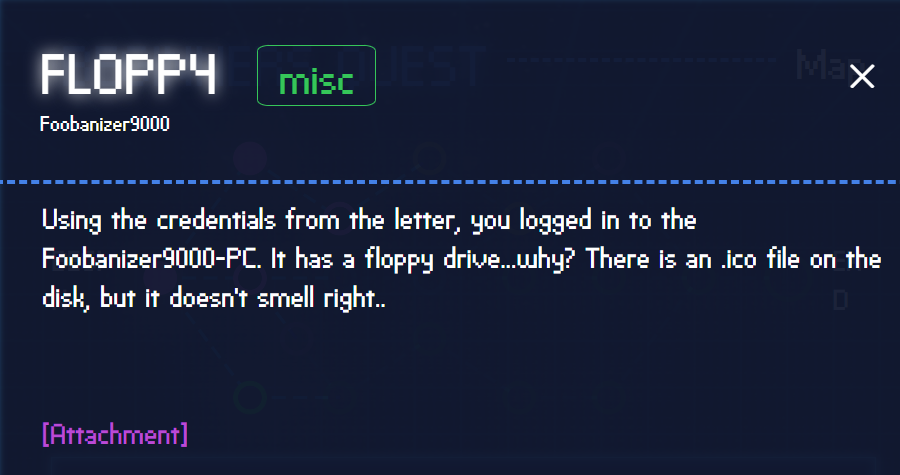 FLOPPY
misc
Map
Foobanizer9000
Using the credentials from the letter, you logged in to the
Foobanizer9000-PC. It has a floppy drive...why? There is an .ico file on the
disk, but it doesn't smell right..
D
[Attachment]